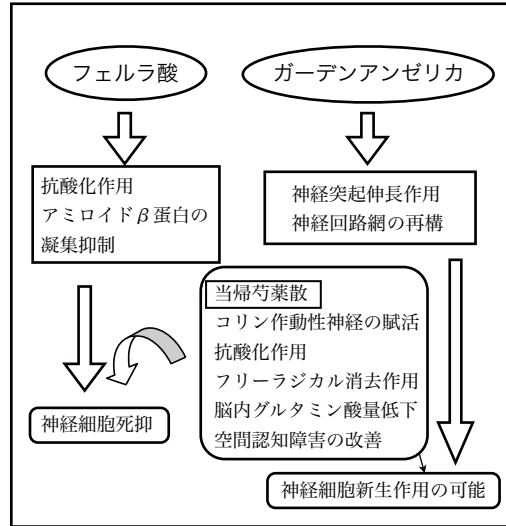 フェルラ酸
ガーデンアンゼリカ
抗酸化作用
アミロイドβ蛋白の
凝集抑制
神経突起伸長作用
神経回路網の再構
当帰芍薬散
コリン作動性神経の賦活
抗酸化作用
フリーラジカル消去作用
脳内グルタミン酸量低下
空間認知障害の改善
神経細胞死抑
神経細胞新生作用の可能